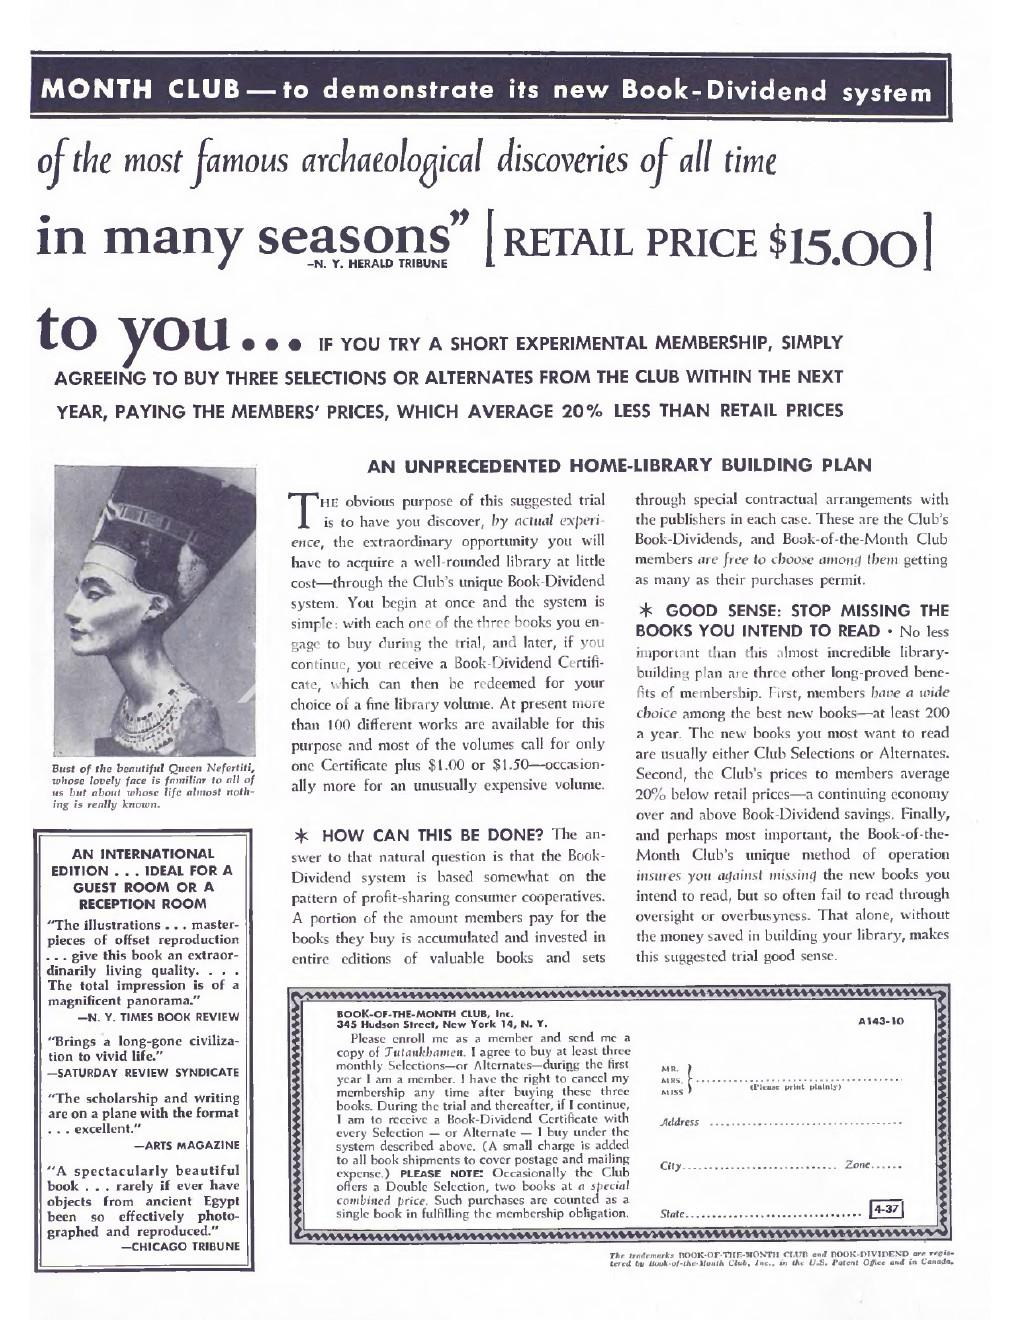 MONTH CLUB — to demonstrate its new Book-Dividend system
of the most famous archaeological discoveries of all time
in many seasons” [RETAIL PRICE $15.00]
–N. Y. HERALD TRIBUNE
to you... IF YOU TRY A SHORT EXPERIMENTAL MEMBERSHIP, SIMPLY
AGREEING TO BUY THREE SELECTIONS OR ALTERNATES FROM THE CLUB WITHIN THE NEXT
YEAR, PAYING THE MEMBERS’ PRICES, WHICH AVERAGE 20% LESS THAN RETAIL PRICES
Bust of the beautiful Queen Nefertiti,
whose lovely face is familiar to all of
us but about whose life almost noth-
ing is really known.
AN INTERNATIONAL
EDITION . . . IDEAL FOR A
GUEST ROOM OR A
RECEPTION ROOM
“The illustrations . . . master-
pieces of offset reproduction
. . . give this book an extraor-
dinarily living quality. . . .
The total impression is of a
magnificent panorama.”
—N. Y. TIMES BOOK REVIEW
“Brings a long-gone civiliza-
tion to vivid life.”
—SATURDAY REVIEW SYNDICATE
“The scholarship and writing
are on a plane with the format
. . . excellent.”
—ARTS MAGAZINE
“A spectacularly beautiful
book . . . rarely if ever have
objects from ancient Egypt
been so effectively photo-
graphed and reproduced.”
—CHICAGO TRIBUNE
AN UNPRECEDENTED HOME-LIBRARY BUILDING PLAN
THE obvious purpose of this suggested trial
is to have you discover, by actual experi-
ence, the extraordinary opportunity you will
have to acquire a well-rounded library at little
cost—through the Club’s unique Book-Dividend
system. You begin at once and the system is
simple: with each one of the three books you en-
gage to buy during the trial, and later, if you
continue, you receive a Book-Dividend Certifi-
cate, which can then be redeemed for your
choice of a fine library volume. At present more
than 100 different works are available for this
purpose and most of the volumes call for only
one Certificate plus $1.00 or $1.50—occasion-
ally more for an unusually expensive volume.
* HOW CAN THIS BE DONE? The an-
swer to that natural question is that the Book-
Dividend system is based somewhat on the
pattern of profit-sharing consumer cooperatives.
A portion of the amount members pay for the
books they buy is accumulated and invested in
entire editions of valuable books and sets
through special contractual arrangements with
the publishers in each case. These are the Club’s
Book-Dividends, and Book-of-the-Month Club
members are free to choose among them getting
as many as their purchases permit.
* GOOD SENSE: STOP MISSING THE
BOOKS YOU INTEND TO READ • No less
important than this almost incredible library-
building plan are three other long-proved bene-
fits of membership. First, members have a wide
choice among the best new books—at least 200
a year. The new books you most want to read
are usually either Club Selections or Alternates.
Second, the Club’s prices to members average
20% below retail prices—a continuing economy
over and above Book-Dividend savings. Finally,
and perhaps most important, the Book-of-the-
Month Club’s unique method of operation
insures you against missing the new books you
intend to read, but so often fail to read through
oversight or overbusyness. That alone, without
the money saved in building your library, makes
this suggested trial good sense.
BOOK-OF-THE-MONTH CLUB, Inc.
345 Hudson Street, New York 14, N. Y.
Please enroll me as a member and send me a
copy of Tutankhamen. I agree to buy at least three
monthly Selections—or Alternates—during the first
year I am a member. I have the right to cancel my
membership any time after buying these three
books. During the trial and thereafter, if I continue,
I am to receive a Book-Dividend Certificate with
every Selection — or Alternate — I buy under the
system described above. (A small charge is added
to all book shipments to cover postage and mailing
expense.) PLEASE NOTE: Occasionally the Club
offers a Double Selection, two books at a special
combined price. Such purchases are counted as a
single book in fulfilling the membership obligation.
A143-10
MR.
MRS.
MISS
(Please print plainly)
Address
City Zone
State 4-37
The trademarks BOOK-OF-THE-MONTH CLUB and BOOK-DIVIDEND are regis-
tered by Book-of-the-Month Club, Inc., in the U.S. Patent Office and in Canada.